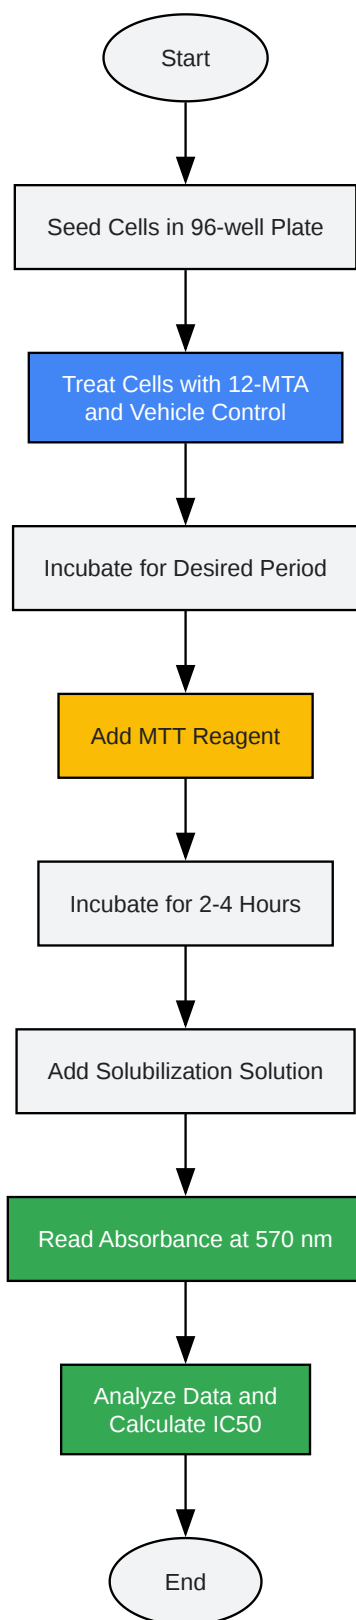 Start
Seed Cells in 96-well Plate
Treat Cells with 12-MTA
and Vehicle Control
Incubate for Desired Period
Add MTT Reagent
Incubate for 2-4 Hours
Add Solubilization Solution
Read Absorbance at 570 nm
Analyze Data and
Calculate IC50
End